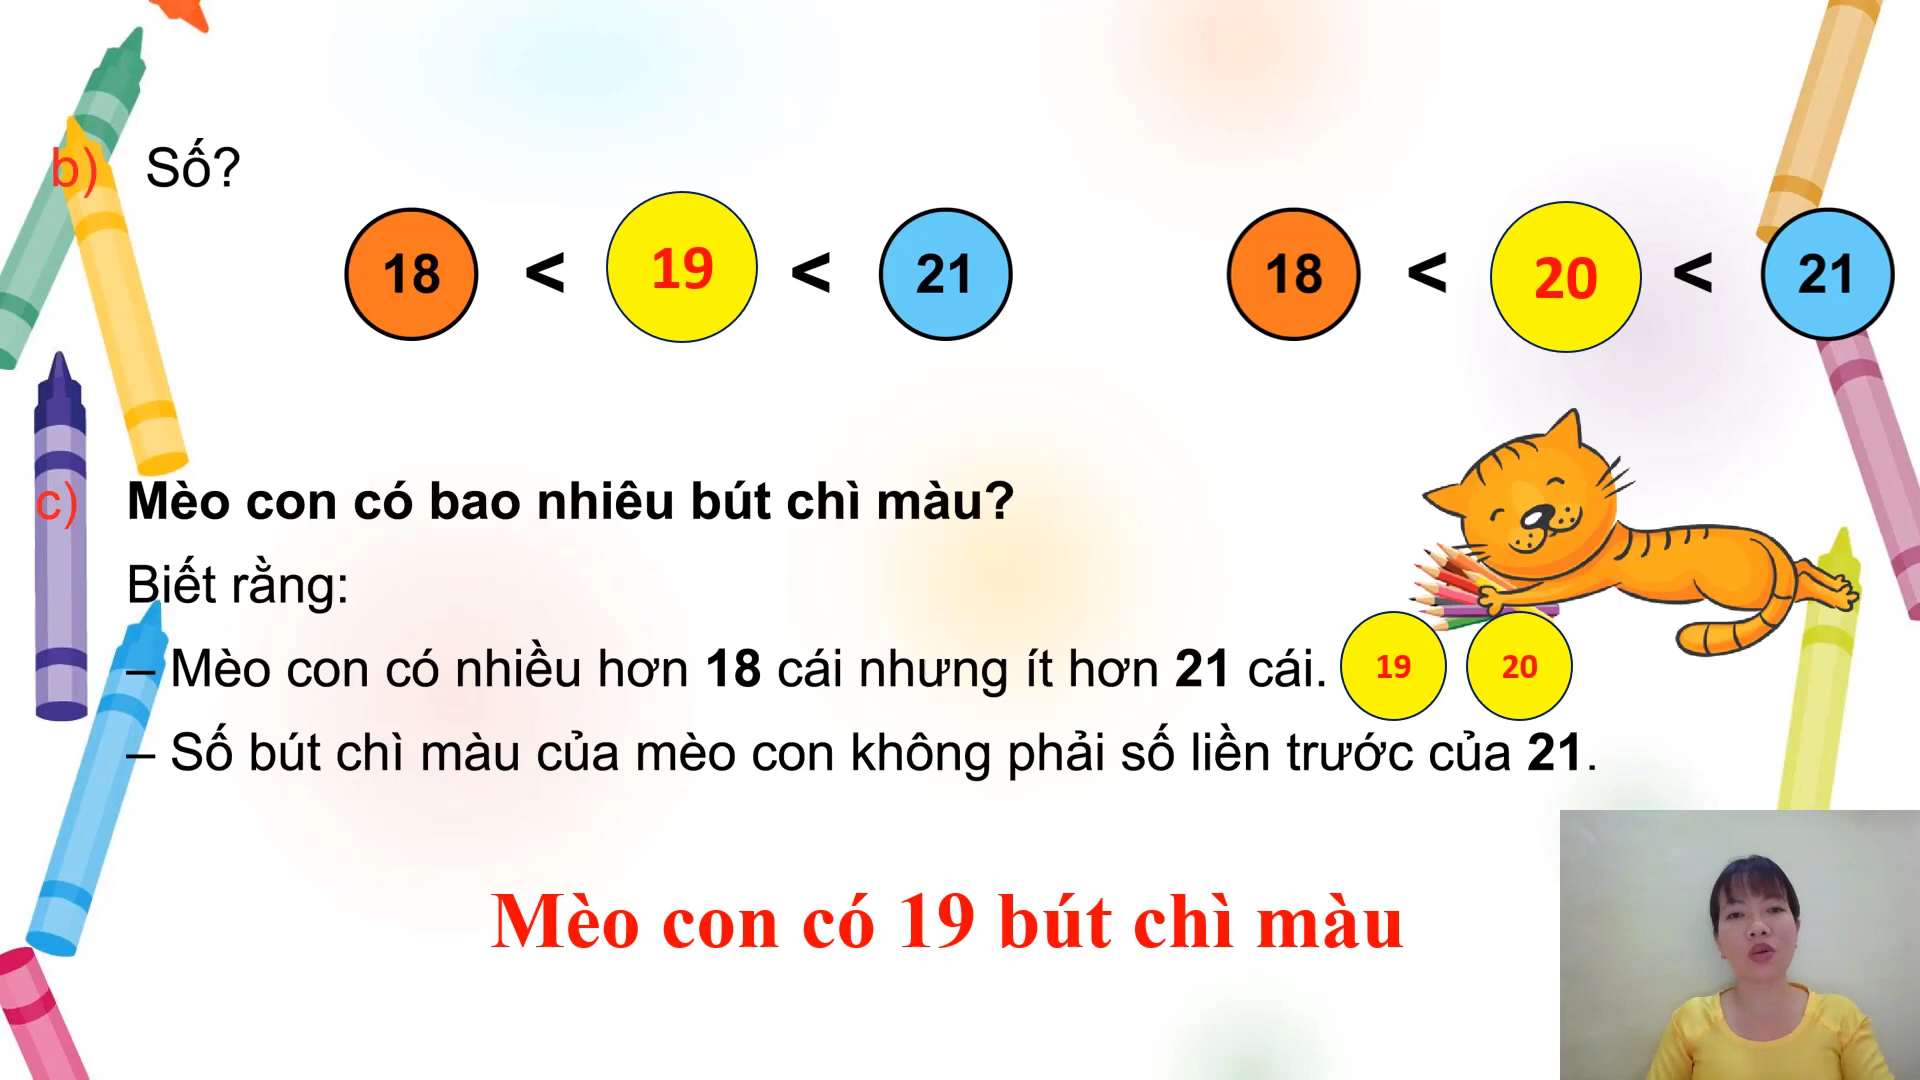 b) Số?
18 < 19 < 21 18 < 20 < 21
c) Mèo con có bao nhiêu bút chì màu?
Biết rằng:
– Mèo con có nhiều hơn 18 cái nhưng ít hơn 21 cái. 19 20
– Số bút chì màu của mèo con không phải số liền trước của 21.
Mèo con có 19 bút chì màu